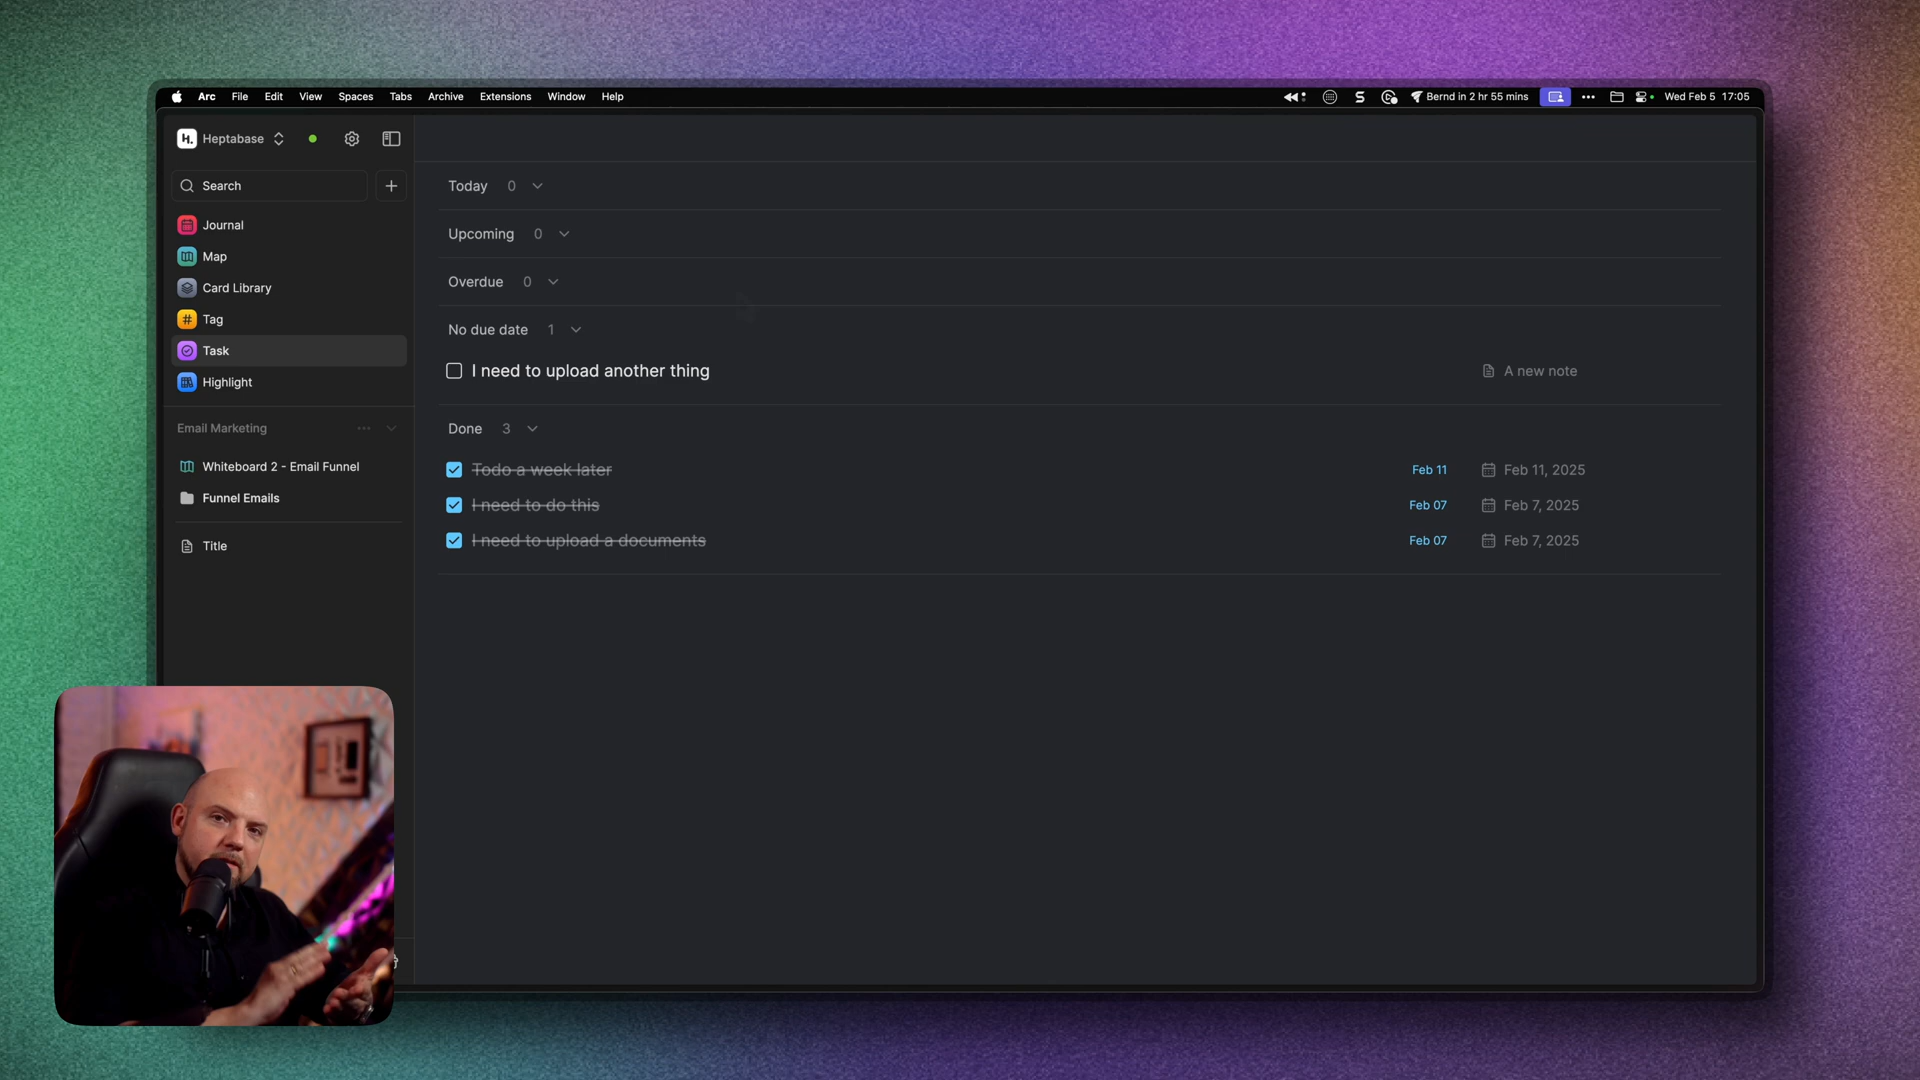 Arc File Edit View Spaces Tabs Archive Extensions Window Help
Bernd in 2 hr 55 mins
Wed Feb 5 17:05
Heptabase
Search
Journal
Map
Card Library
Tag
Task
Highlight
Email Marketing
Whiteboard 2 - Email Funnel
Funnel Emails
Title
Today 0
Upcoming 0
Overdue 0
No due date 1
I need to upload another thing A new note
Done 3
Todo a week later Feb 11 Feb 11, 2025
I need to do this Feb 07 Feb 7, 2025
I need to upload a documents Feb 07 Feb 7, 2025